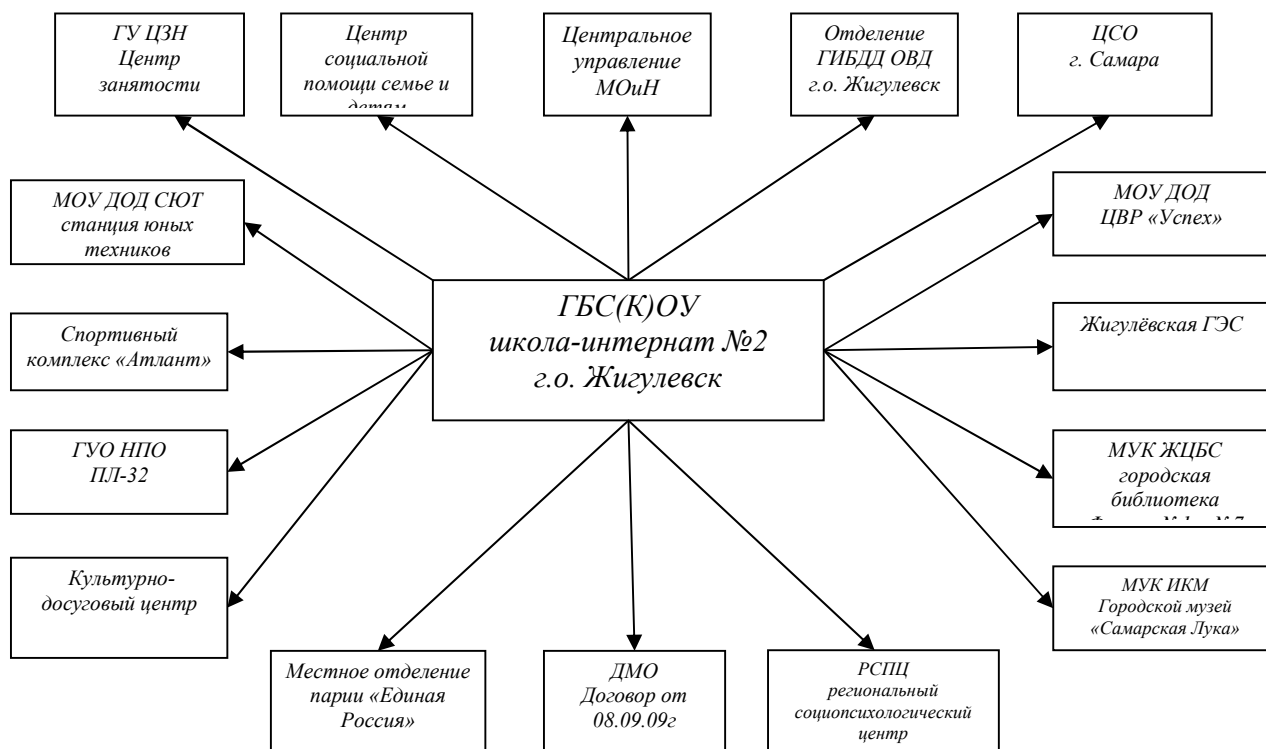 ГУ ЦЗН
Центр
занятости
Центр
социальной
помощи семье и
детям
Центральное
управление
МОиН
Отделение
ГИБДД ОВД
г.о. Жигулевск
ЦСО
г. Самара
МОУ ДОД СЮТ
станция юных
техников
МОУ ДОД
ЦВР «Успех»
ГБС(К)ОУ
школа-интернат №2
г.о. Жигулевск
Спортивный
комплекс «Атлант»
Жигулёвская ГЭС
ГУО НПО
ПЛ-32
МУК ЖЦБС
городская
библиотека
Культурно-
досуговый центр
МУК ИКМ
Городской музей
«Самарская Лука»
Местное отделение
парии «Единая
Россия»
ДМО
Договор от
08.09.09г
РСПЦ
региональный
социопсихологический
центр